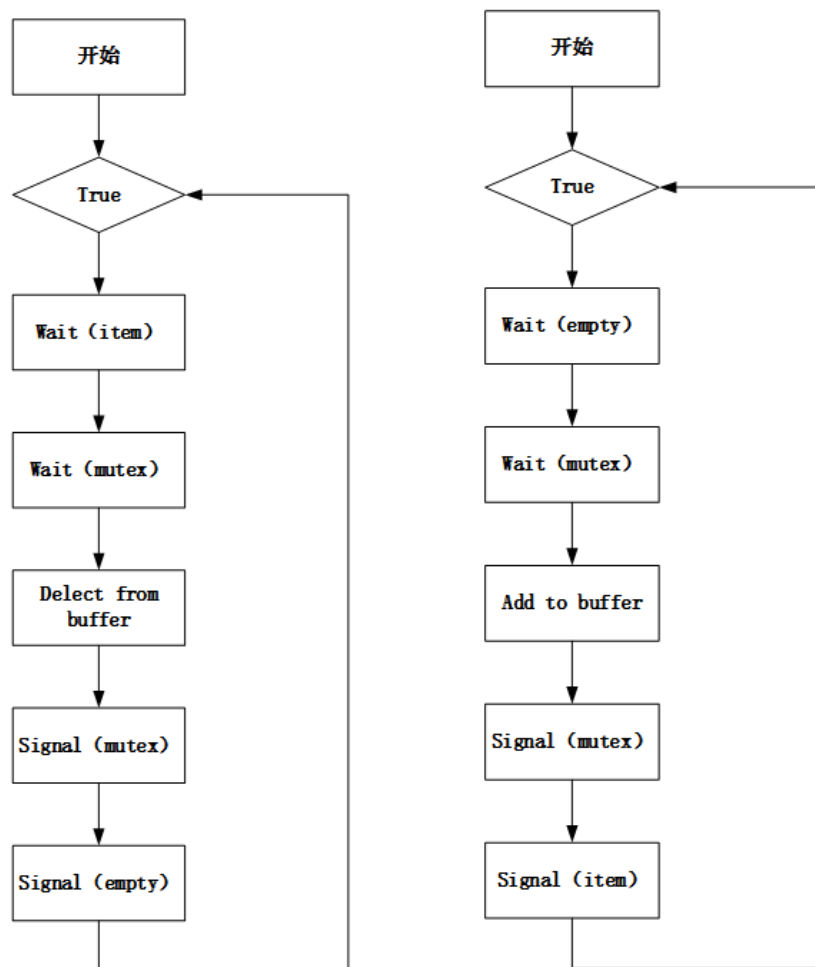 开始
True
Wait（item）
Wait（mutex）
Delect from
buffer
Signal（mutex）
Signal（empty）
开始
True
Wait（empty）
Wait（mutex）
Add to buffer
Signal（mutex）
Signal（item）